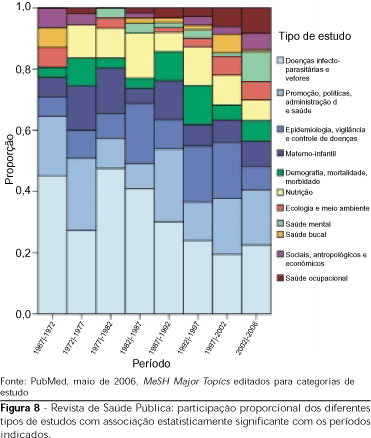 1,0
0,8
0,6
0,4
0,2
0,0
Proporção
1967|-1972
1972|-1977
1977|-1982
1982|-1987
1987|-1992
1992|-1997
1997|-2002
2002|-2006
Período
Tipo de estudo
Doenças infecto-
parasitárias e
vetores
Promoção, políticas,
administração d
e saúde
Epidemiologia, vigilância
e controle de doenças
Materno-infantil
Demografia, mortalidade,
morbidade
Nutrição
Ecologia e meio ambiente
Saúde mental
Saúde bucal
Sociais, antropológicos e
econômicos
Saúde ocupacional
Fonte: PubMed, maio de 2006, MeSH Major Topics editados para categorias de
estudo
Figura 8 - Revista de Saúde Pública: participação proporcional dos diferentes
tipos de estudos com associação estatisticamente significante com os períodos
indicados.